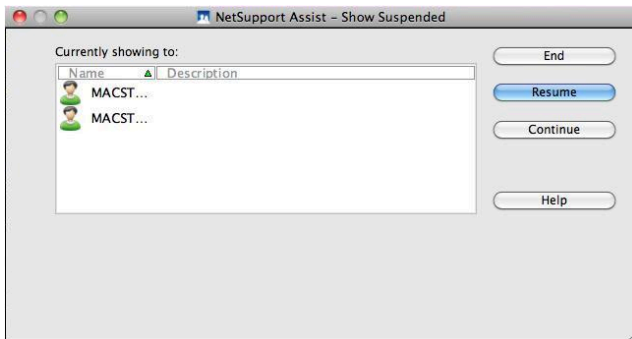 NetSupport Assist – Show Suspended
Currently showing to:
End
Name Description
MACST...
Resume
MACST...
Continue
Help